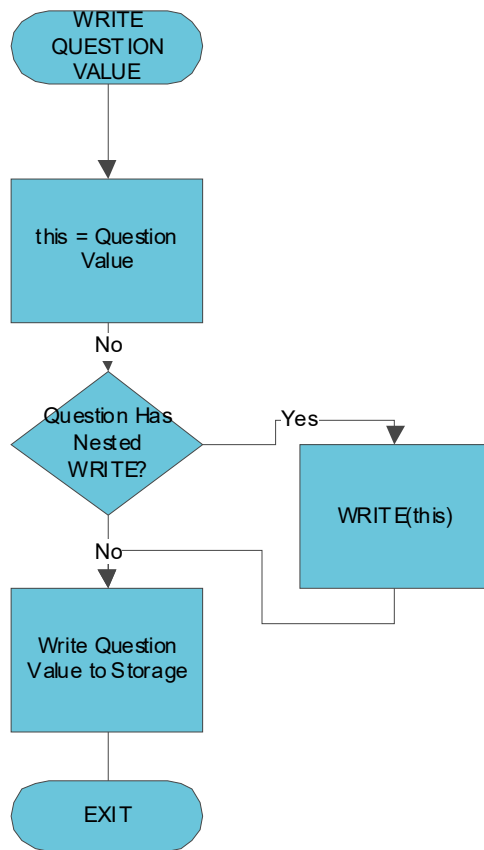 WRITE
QUESTION
VALUE
this = Question
Value
No
Question Has
Nested
WRITE?
Yes
WRITE(this)
No
Write Question
Value to Storage
EXIT